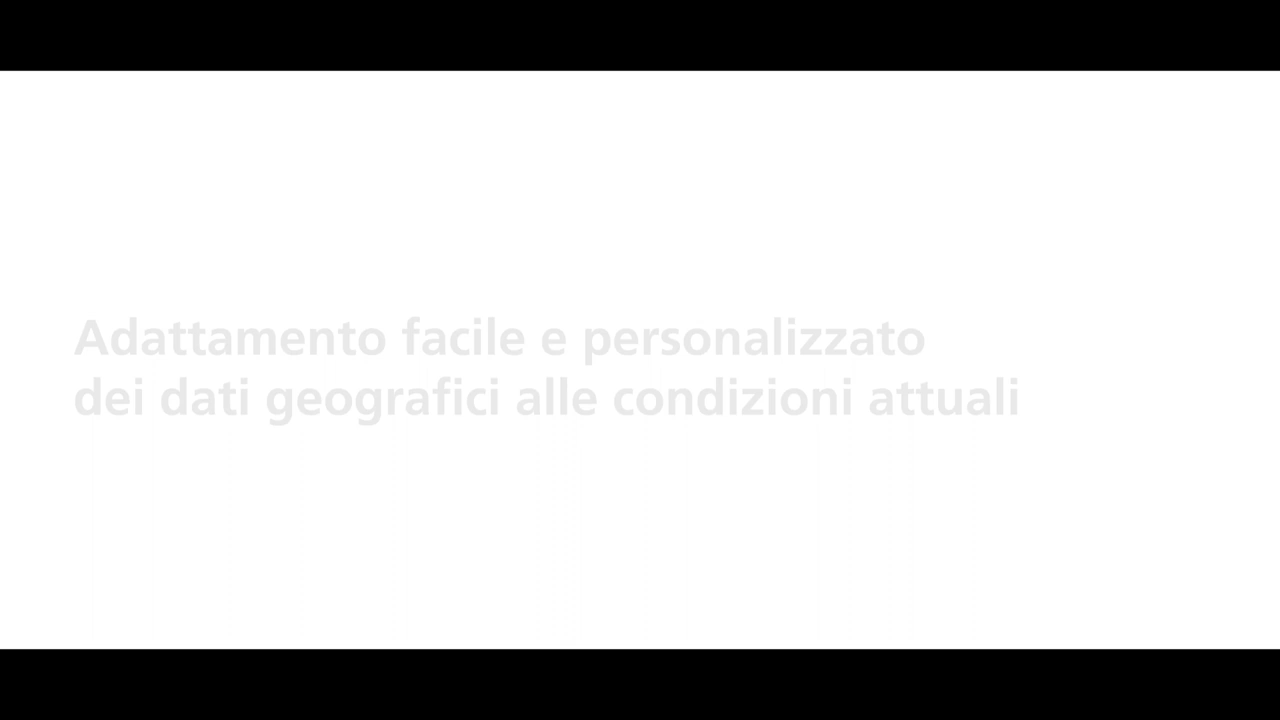 Adattamento facile e personalizzato
dei dati geografici alle condizioni attuali